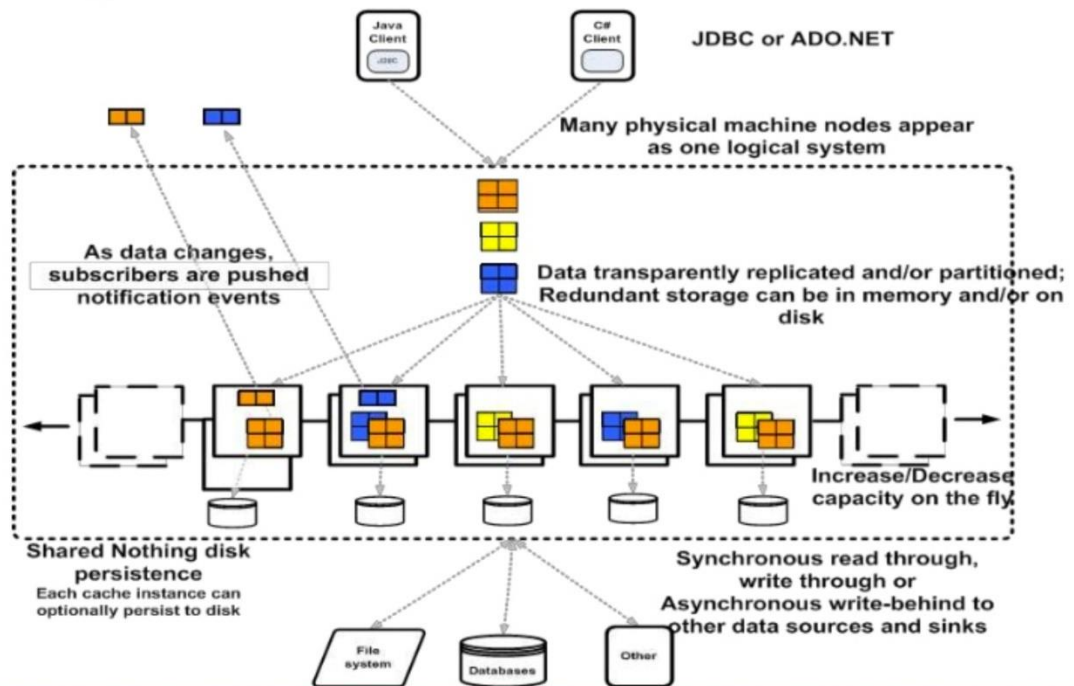 Java
Client
JDBC
C#
Client
JDBC or ADO.NET
Many physical machine nodes appear
as one logical system
As data changes,
subscribers are pushed
notification events
Data transparently replicated and/or partitioned;
Redundant storage can be in memory and/or on
disk
Increase/Decrease
capacity on the fly
Shared Nothing disk
persistence
Each cache instance can
optionally persist to disk
Synchronous read through,
write through or
Asynchronous write-behind to
other data sources and sinks
File
system
Databases
Other